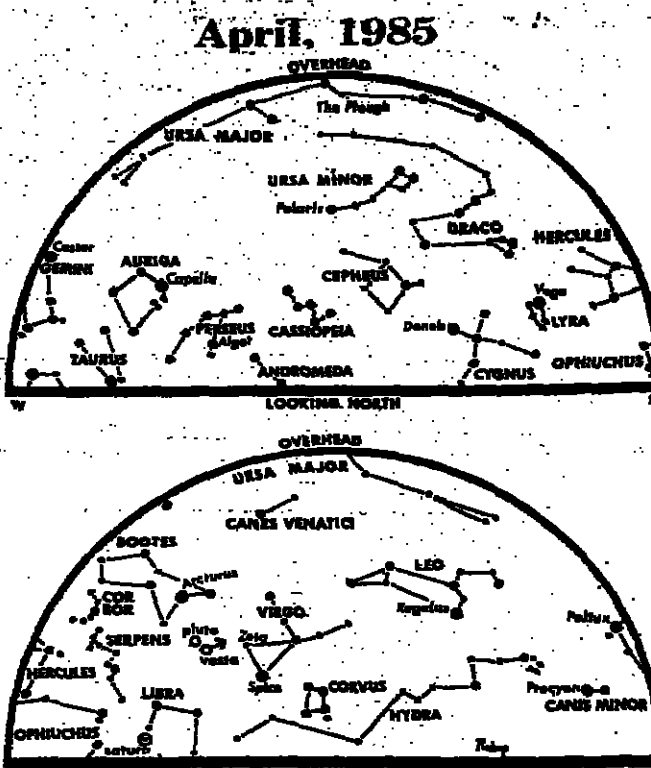 April, 1985
OVERHEAD
The Plough
URSA MAJOR
URSA MINOR
Polaris
DRACO
HERCULES
Castor
GEMINI
AURIGA
Capella
CEPHEUS
Vega
LYRA
PERSEUS
Algol
CASSIOPEIA
Deneb
ZAURUS
ANDROMEDA
CYGNUS
OPHIUCHUS
W
LOOKING NORTH
OVERHEAD
URSA MAJOR
CANES VENATICI
BOOTES
Arcturus
LEO
COR
BOR
VIRGO
Regulus
Pollux
SERPENS
pluto
vesta
Zeta
HERCULES
Spica
LIBRA
CORVUS
HYDRA
Procyon
CANIS MINOR
OPHIUCHUS
saturn